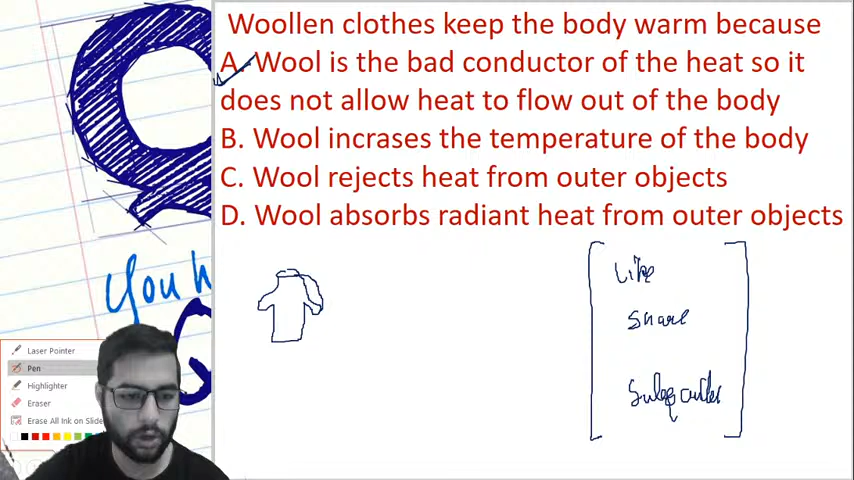 Woollen clothes keep the body warm because
A. Wool is the bad conductor of the heat so it
does not allow heat to flow out of the body
B. Wool incrases the temperature of the body
C. Wool rejects heat from outer objects
D. Wool absorbs radiant heat from outer objects
Like
Share
You
Laser Pointer
Pen
Highlighter
Eraser
Erase All Ink on Slide